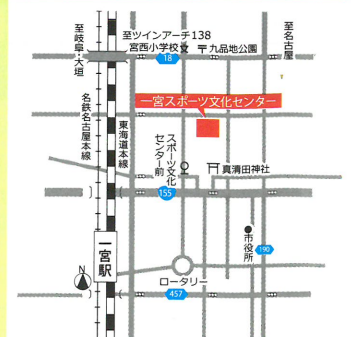 至岐阜・大垣
至ツインアーチ138
宮西小学校
九品地公園
至名古屋
18
一宮スポーツ文化センター
名鉄名古屋本線
東海道本線
スポーツ文化
センター前
真清田神社
155
一宮駅
市役所
190
N
ロータリー
457